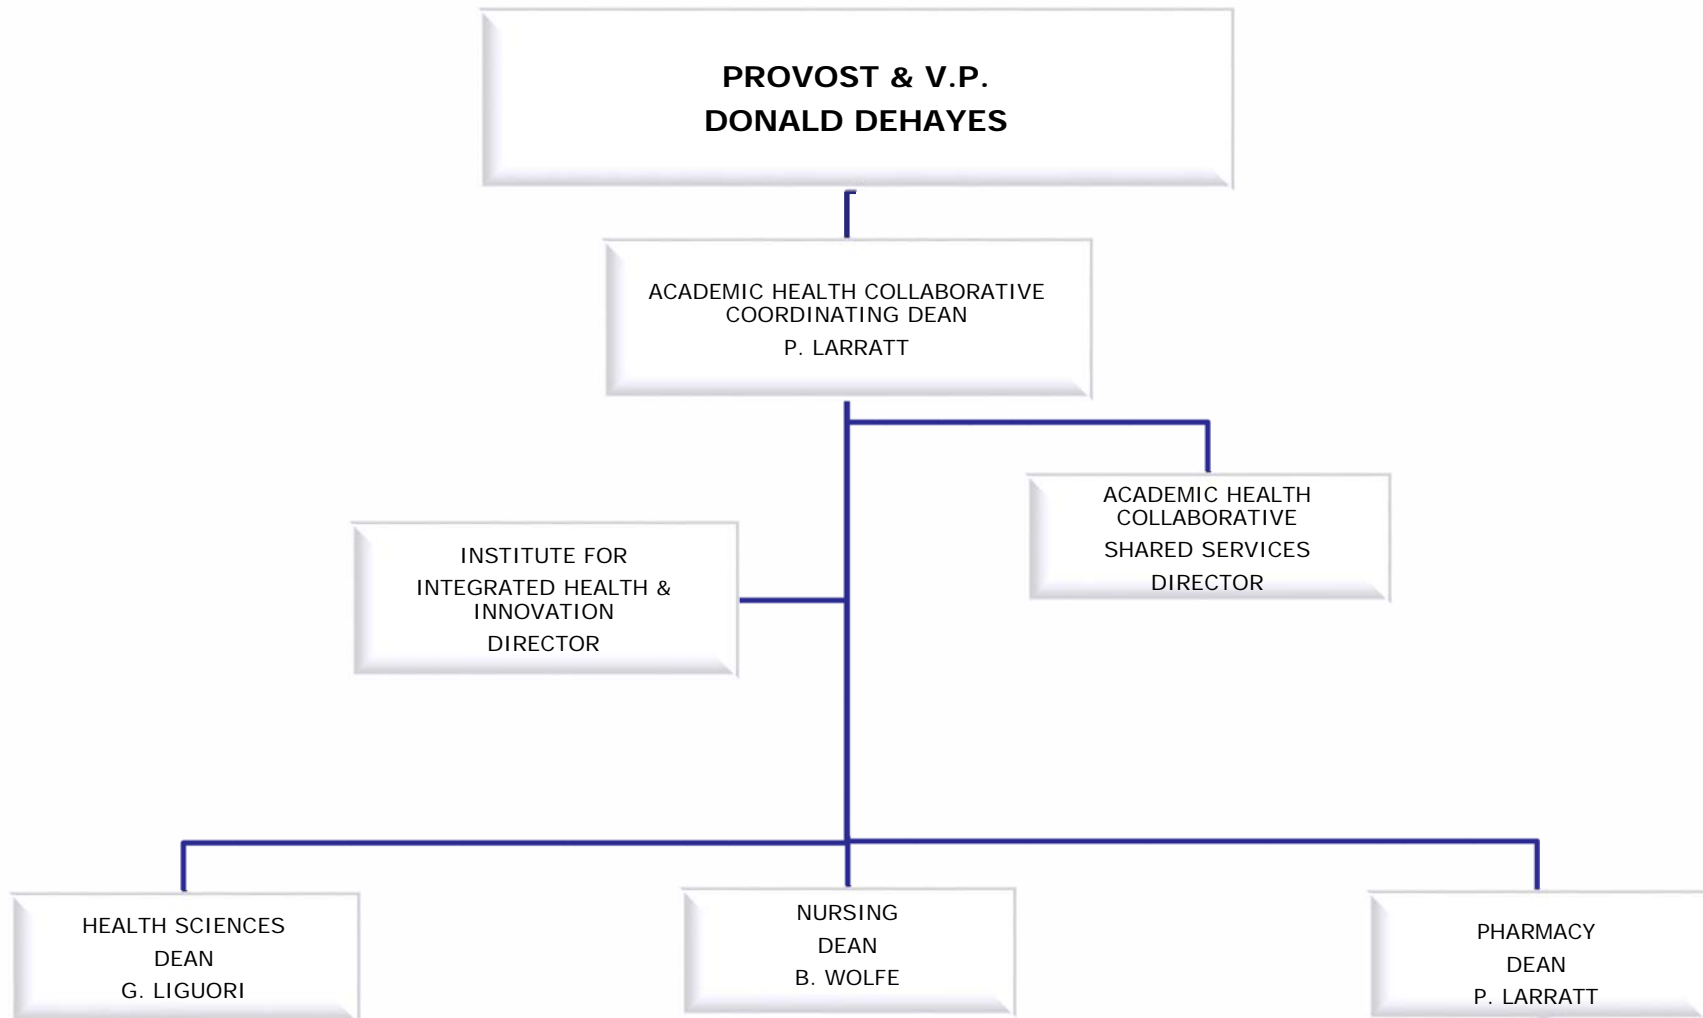 PROVOST & V.P.
DONALD DEHAYES
ACADEMIC HEALTH COLLABORATIVE
COORDINATING DEAN
P. LARRATT
ACADEMIC HEALTH
COLLABORATIVE
SHARED SERVICES
DIRECTOR
INSTITUTE FOR
INTEGRATED HEALTH &
INNOVATION
DIRECTOR
HEALTH SCIENCES
DEAN
G. LIGUORI
NURSING
DEAN
B. WOLFE
PHARMACY
DEAN
P. LARRATT